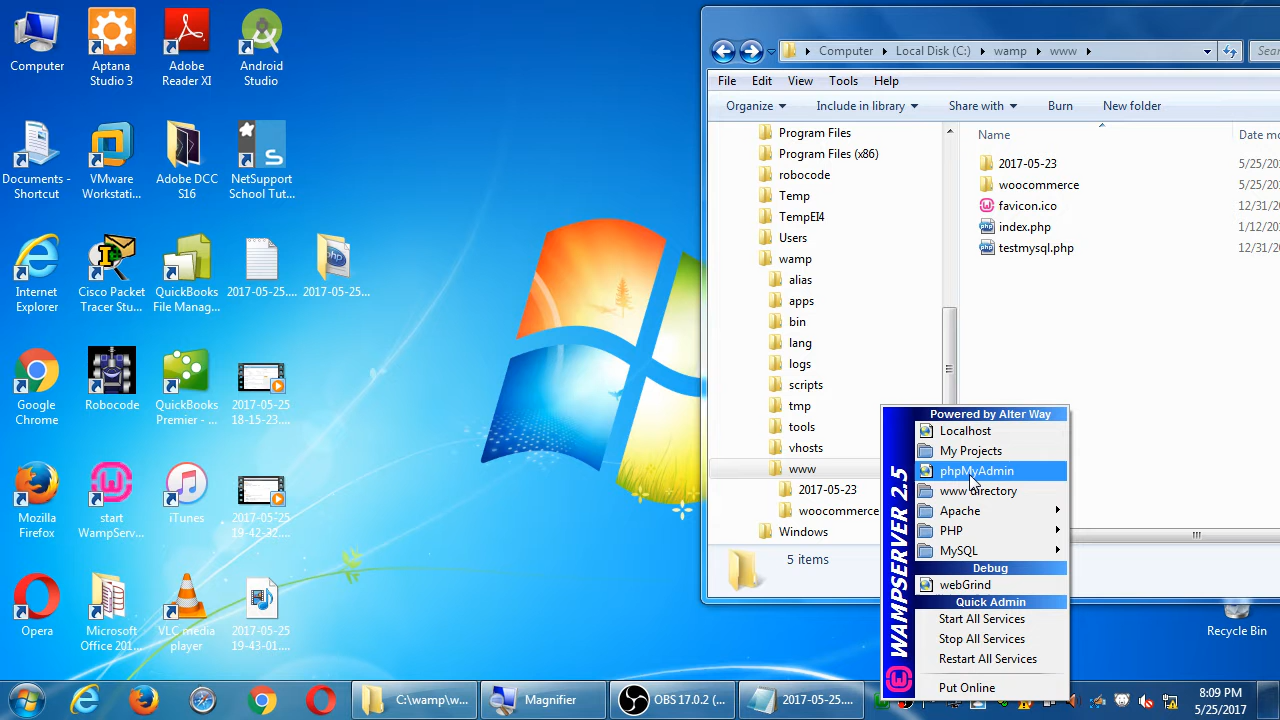 Computer
Aptana
Studio 3
Adobe
Reader XI
Android
Studio
Documents -
Shortcut
VMware
Workstati...
Adobe DCC
S16
NetSupport
School Tut...
Internet
Explorer
Cisco Packet
Tracer Stu...
QuickBooks
File Manag...
2017-05-25....
2017-05-25...
Google
Chrome
Robocode
QuickBooks
Premier - ...
2017-05-25
18-15-23....
Mozilla
Firefox
start
WampServ...
iTunes
2017-05-25
19-42-32....
Opera
Microsoft
Office 201...
VLC media
player
2017-05-25
19-43-01....
Computer
Local Disk (C:)
wamp
www
Sear
File
Edit
View
Tools
Help
Organize
Include in library
Share with
Burn
New folder
Program Files
Program Files (x86)
robocode
Temp
TempEI4
Users
wamp
alias
apps
bin
lang
logs
scripts
tmp
tools
vhosts
www
2017-05-23
woocommerce
Windows
Name
Date mo
2017-05-23
5/25/20
woocommerce
5/25/20
favicon.ico
12/31/2
index.php
1/12/20
testmysql.php
12/31/2
5 items
WAMPSERVER 2.5
Powered by Alter Way
Localhost
My Projects
phpMyAdmin
www directory
Apache
PHP
MySQL
Debug
webGrind
Quick Admin
Start All Services
Stop All Services
Restart All Services
Put Online
Recycle Bin
C:\wamp\w...
Magnifier
OBS 17.0.2 (...
2017-05-25....
8:09 PM
5/25/2017